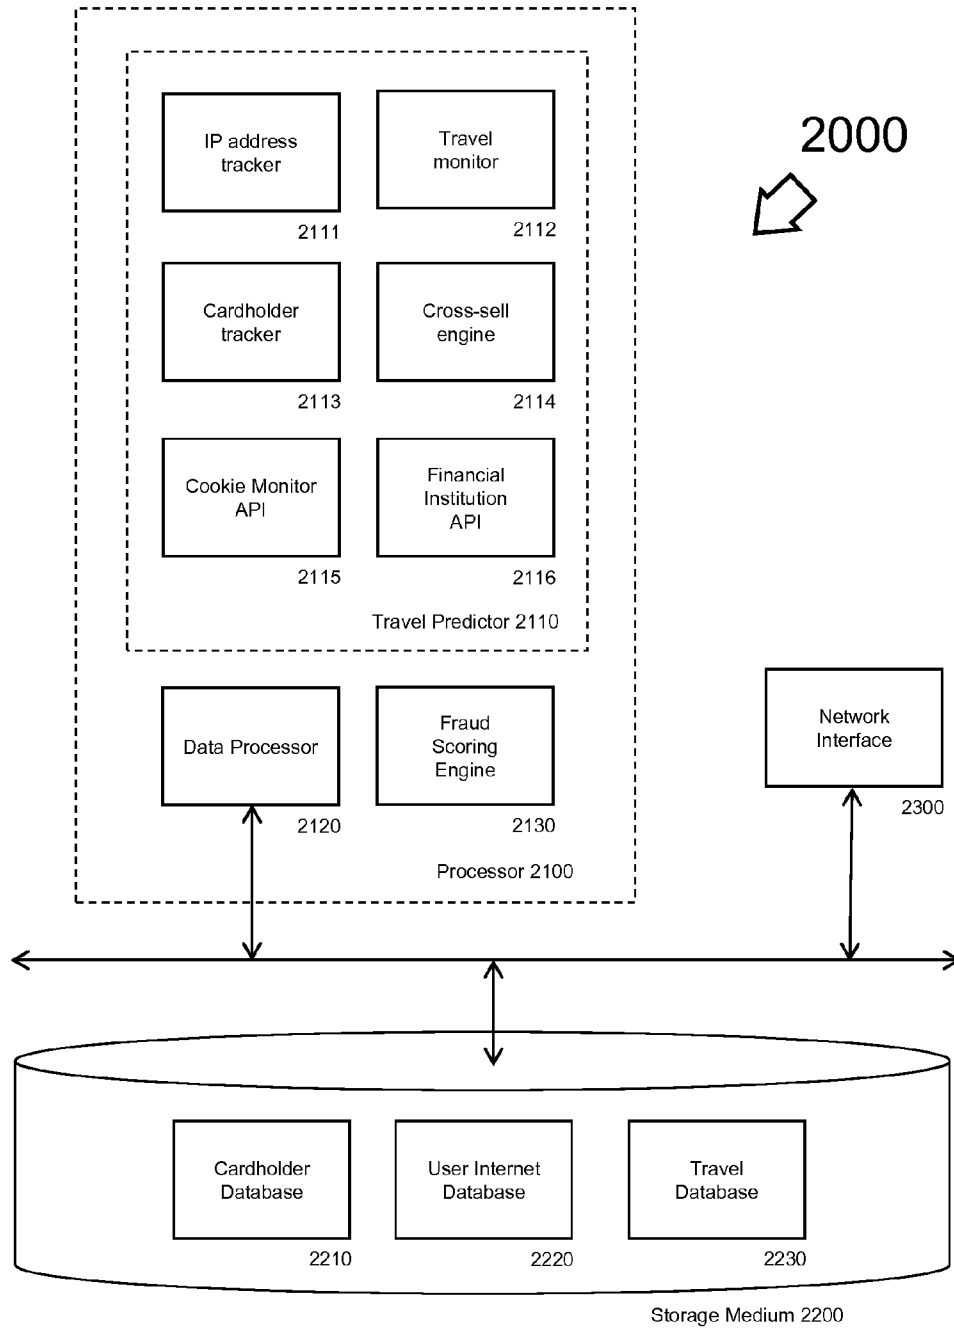 2000
IP address
tracker
2111
Travel
monitor
2112
Cardholder
tracker
2113
Cross-sell
engine
2114
Cookie Monitor
API
2115
Financial
Institution
API
2116
Travel Predictor 2110
Data Processor
2120
Fraud
Scoring
Engine
2130
Processor 2100
Network
Interface
2300
Cardholder
Database
2210
User Internet
Database
2220
Travel
Database
2230
Storage Medium 2200